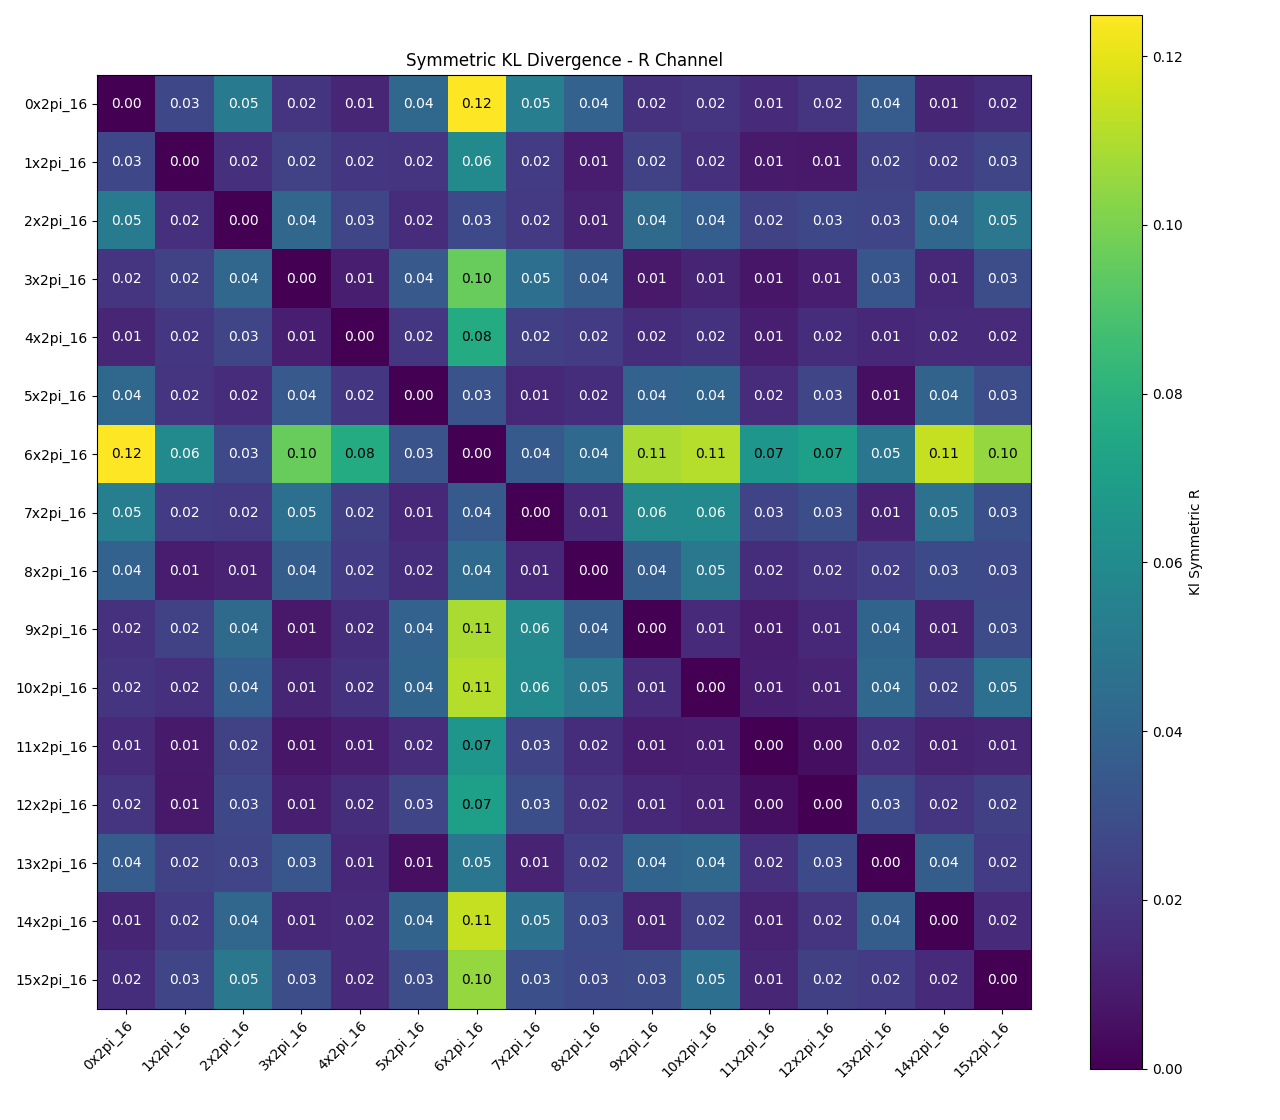 Symmetric KL Divergence - R Channel
0x2pi_16 0.00 0.03 0.05 0.02 0.01 0.04 0.12 0.05 0.04 0.02 0.02 0.01 0.02 0.04 0.01 0.02
1x2pi_16 0.03 0.00 0.02 0.02 0.02 0.02 0.06 0.02 0.01 0.02 0.02 0.01 0.01 0.02 0.02 0.03
2x2pi_16 0.05 0.02 0.00 0.04 0.03 0.02 0.03 0.02 0.01 0.04 0.04 0.02 0.03 0.03 0.04 0.05
3x2pi_16 0.02 0.02 0.04 0.00 0.01 0.04 0.10 0.05 0.04 0.01 0.01 0.01 0.01 0.03 0.01 0.03
4x2pi_16 0.01 0.02 0.03 0.01 0.00 0.02 0.08 0.02 0.02 0.02 0.02 0.01 0.02 0.01 0.02 0.02
5x2pi_16 0.04 0.02 0.02 0.04 0.02 0.00 0.03 0.01 0.02 0.04 0.04 0.02 0.03 0.01 0.04 0.03
6x2pi_16 0.12 0.06 0.03 0.10 0.08 0.03 0.00 0.04 0.04 0.11 0.11 0.07 0.07 0.05 0.11 0.10
7x2pi_16 0.05 0.02 0.02 0.05 0.02 0.01 0.04 0.00 0.01 0.06 0.06 0.03 0.03 0.01 0.05 0.03
8x2pi_16 0.04 0.01 0.01 0.04 0.02 0.02 0.04 0.01 0.00 0.04 0.05 0.02 0.02 0.02 0.03 0.03
9x2pi_16 0.02 0.02 0.04 0.01 0.02 0.04 0.11 0.06 0.04 0.00 0.01 0.01 0.01 0.04 0.01 0.03
10x2pi_16 0.02 0.02 0.04 0.01 0.02 0.04 0.11 0.06 0.05 0.01 0.00 0.01 0.01 0.04 0.02 0.05
11x2pi_16 0.01 0.01 0.02 0.01 0.01 0.02 0.07 0.03 0.02 0.01 0.01 0.00 0.00 0.02 0.01 0.01
12x2pi_16 0.02 0.01 0.03 0.01 0.02 0.03 0.07 0.03 0.02 0.01 0.01 0.00 0.00 0.03 0.02 0.02
13x2pi_16 0.04 0.02 0.03 0.03 0.01 0.01 0.05 0.01 0.02 0.04 0.04 0.02 0.03 0.00 0.04 0.02
14x2pi_16 0.01 0.02 0.04 0.01 0.02 0.04 0.11 0.05 0.03 0.01 0.02 0.01 0.02 0.04 0.00 0.02
15x2pi_16 0.02 0.03 0.05 0.03 0.02 0.03 0.10 0.03 0.03 0.03 0.05 0.01 0.02 0.02 0.02 0.00
0x2pi_16 1x2pi_16 2x2pi_16 3x2pi_16 4x2pi_16 5x2pi_16 6x2pi_16 7x2pi_16 8x2pi_16 9x2pi_16 10x2pi_16 11x2pi_16 12x2pi_16 13x2pi_16 14x2pi_16 15x2pi_16
0.12
0.10
0.08
0.06
0.04
0.02
0.00
Kl Symmetric R